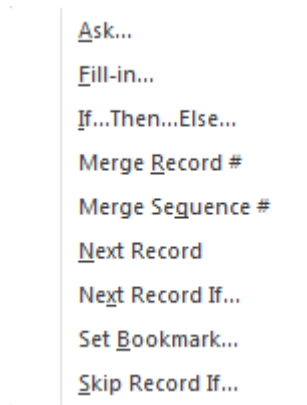 Ask...
Fill-in...
If...Then...Else...
Merge Record #
Merge Sequence #
Next Record
Next Record If...
Set Bookmark...
Skip Record If...